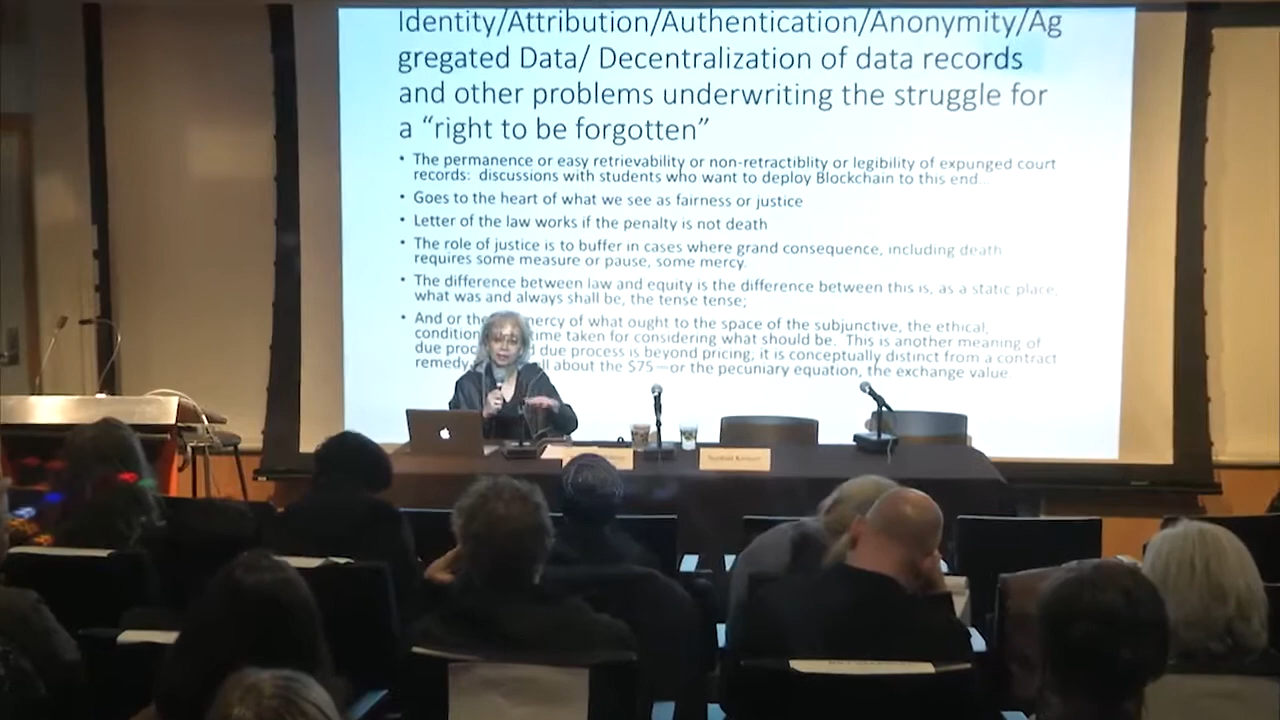 Identity/Attribution/Authentication/Anonymity/Ag
gregated Data/ Decentralization of data records
and other problems underwriting the struggle for
a “right to be forgotten”
• The permanence or easy retrievability or non-retractiblity or legibility of expunged court
records: discussions with students who want to deploy Blockchain to this end...
• Goes to the heart of what we see as fairness or justice
• Letter of the law works if the penalty is not death
• The role of justice is to buffer in cases where grand consequence, including death
requires some measure or pause, some mercy.
• The difference between law and equity is the difference between this is, as a static place,
what was and always shall be, the tense tense;
• And or the mercy of what ought to the space of the subjunctive, the ethical,
condition time taken for considering what should be. This is another meaning of
due proc d due process is beyond pricing, it is conceptually distinct from a contract
remedy ll about the $75—or the pecuniary equation, the exchange value.